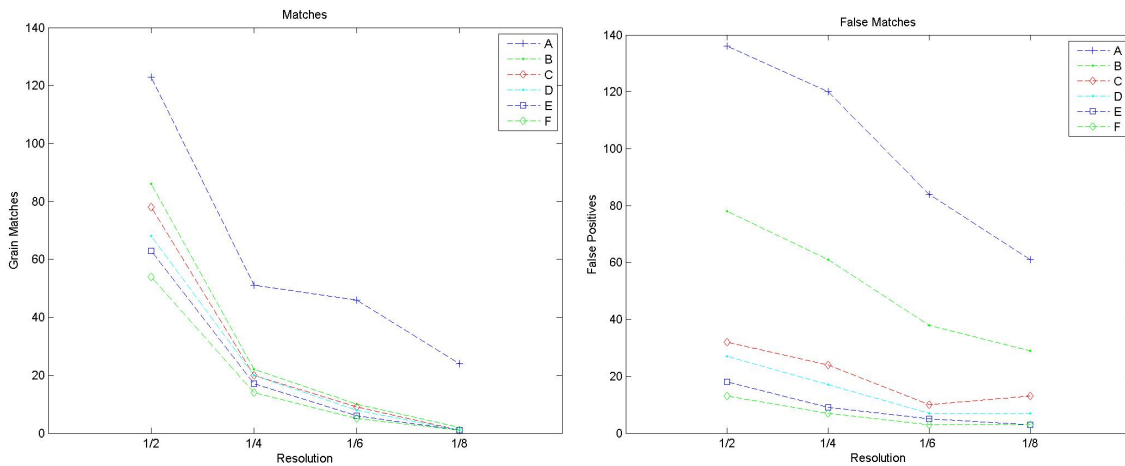 Matches
140
120
100
80
60
40
20
0
Grain Matches
1/2 1/4 1/6 1/8
Resolution
A
B
C
D
E
F
False Matches
140
120
100
80
60
40
20
0
False Positives
1/2 1/4 1/6 1/8
Resolution
A
B
C
D
E
F